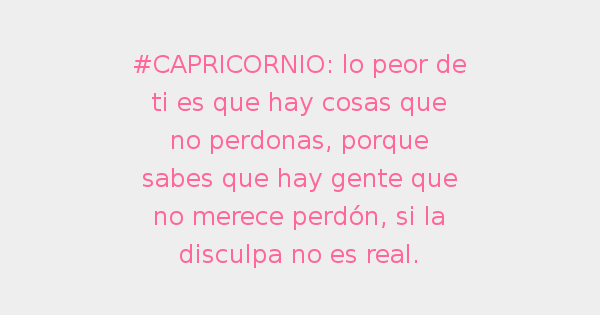 #CAPRICORNIO: lo peor de
ti es que hay cosas que
no perdonas, porque
sabes que hay gente que
no merece perdón, si la
disculpa no es real.